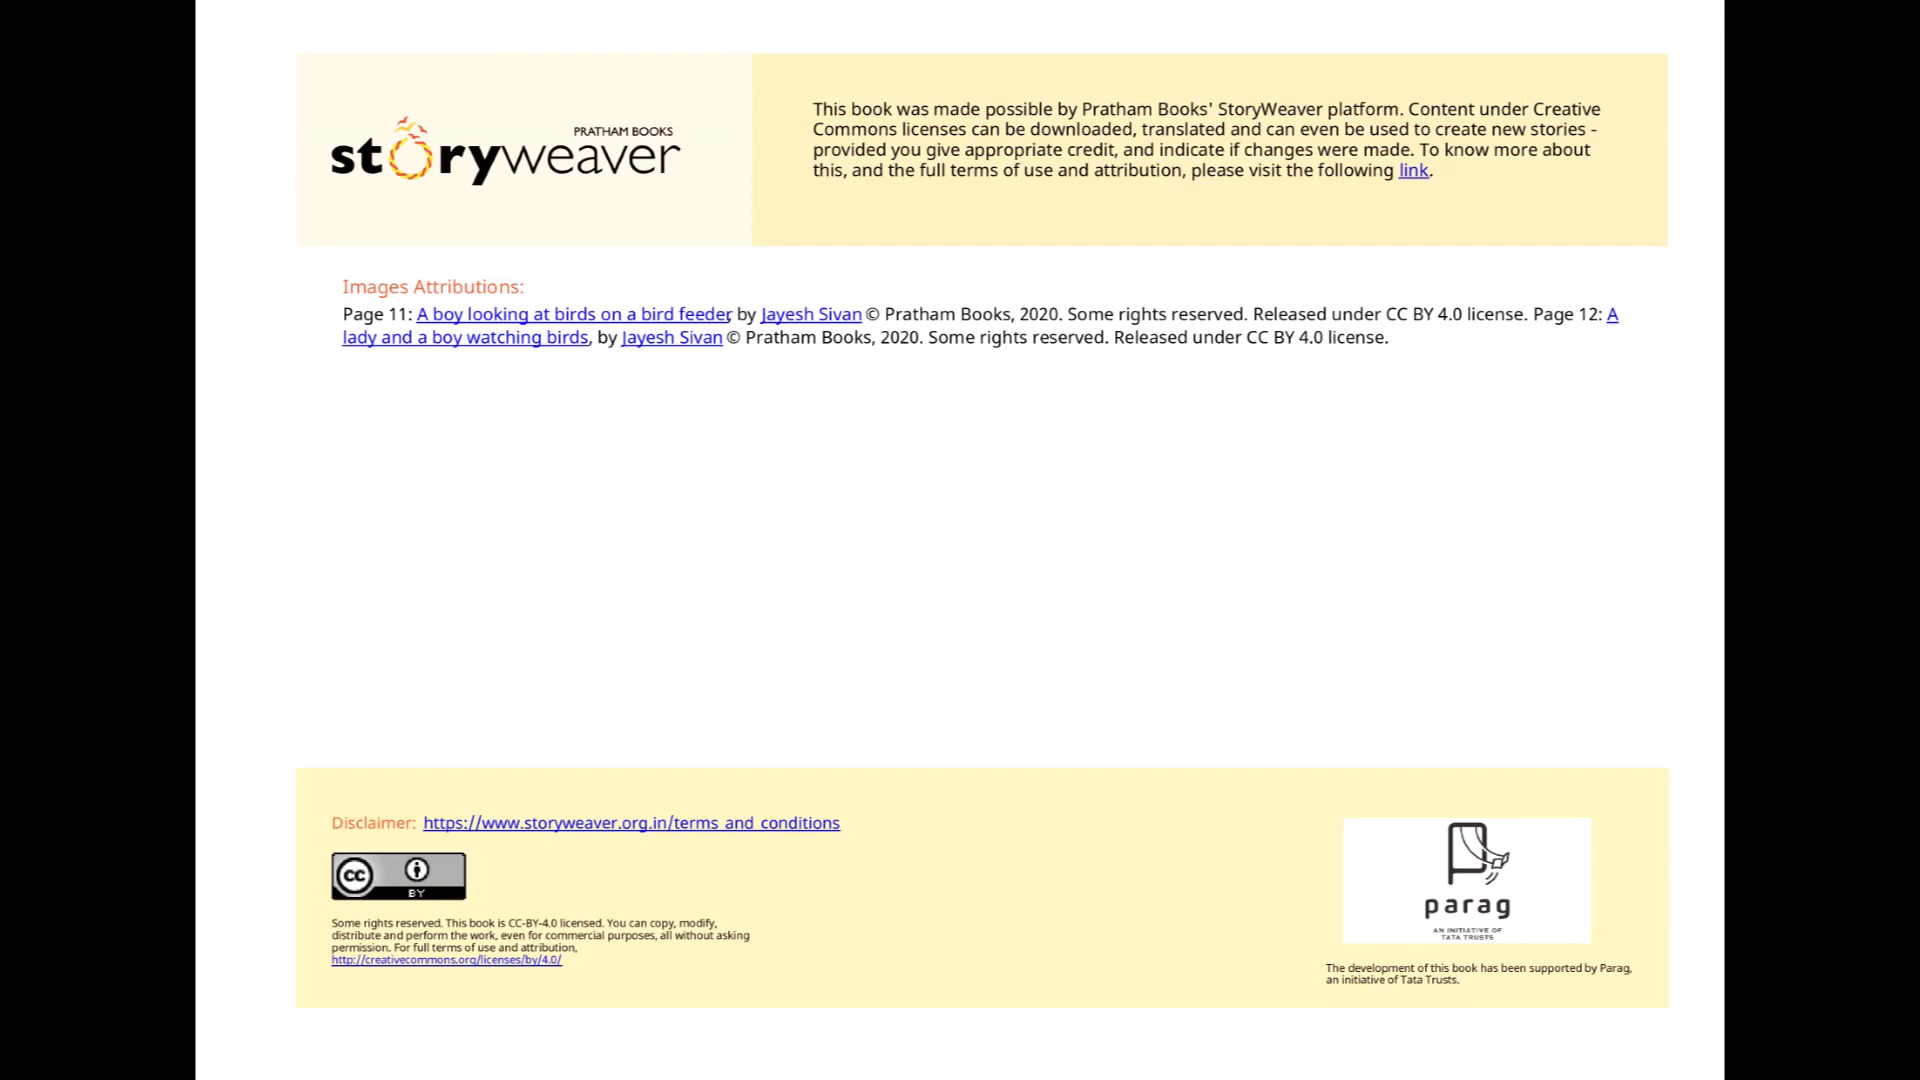 PRATHAM BOOKS
storyweaver
This book was made possible by Pratham Books' StoryWeaver platform. Content under Creative
Commons licenses can be downloaded, translated and can even be used to create new stories -
provided you give appropriate credit, and indicate if changes were made. To know more about
this, and the full terms of use and attribution, please visit the following link.
Images Attributions:
Page 11: A boy looking at birds on a bird feeder, by Jayesh Sivan © Pratham Books, 2020. Some rights reserved. Released under CC BY 4.0 license. Page 12: A
lady and a boy watching birds, by Jayesh Sivan © Pratham Books, 2020. Some rights reserved. Released under CC BY 4.0 license.
Disclaimer: https://www.storyweaver.org.in/terms_and_conditions
cc
BY
Some rights reserved. This book is CC-BY-4.0 licensed. You can copy, modify,
distribute and perform the work, even for commercial purposes, all without asking
permission. For full terms of use and attribution,
http://creativecommons.org/licenses/by/4.0/
parag
AN INITIATIVE OF
TATA TRUSTS
The development of this book has been supported by Parag,
an initiative of Tata Trusts.